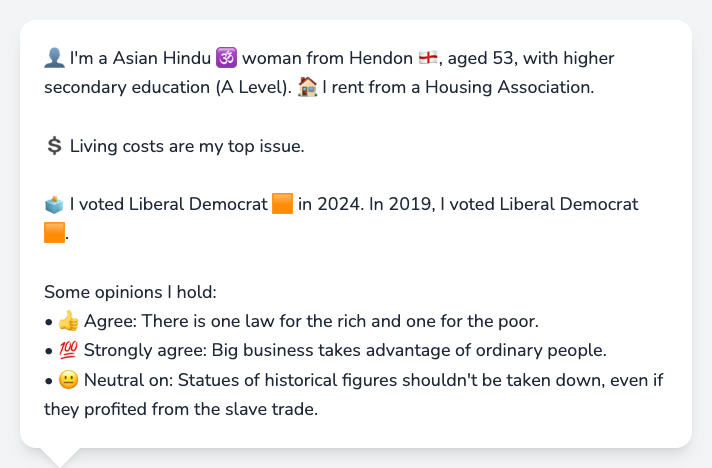 👤 I'm a Asian Hindu 🕉️ woman from Hendon 🏴󠁧󠁢󠁥󠁮󠁧󠁿, aged 53, with higher
secondary education (A Level). 🏠 I rent from a Housing Association.
💲 Living costs are my top issue.
🗳️ I voted Liberal Democrat 🟧 in 2024. In 2019, I voted Liberal Democrat
🟧.
Some opinions I hold:
• 👍 Agree: There is one law for the rich and one for the poor.
• 💯 Strongly agree: Big business takes advantage of ordinary people.
• 😐 Neutral on: Statues of historical figures shouldn't be taken down, even if
they profited from the slave trade.